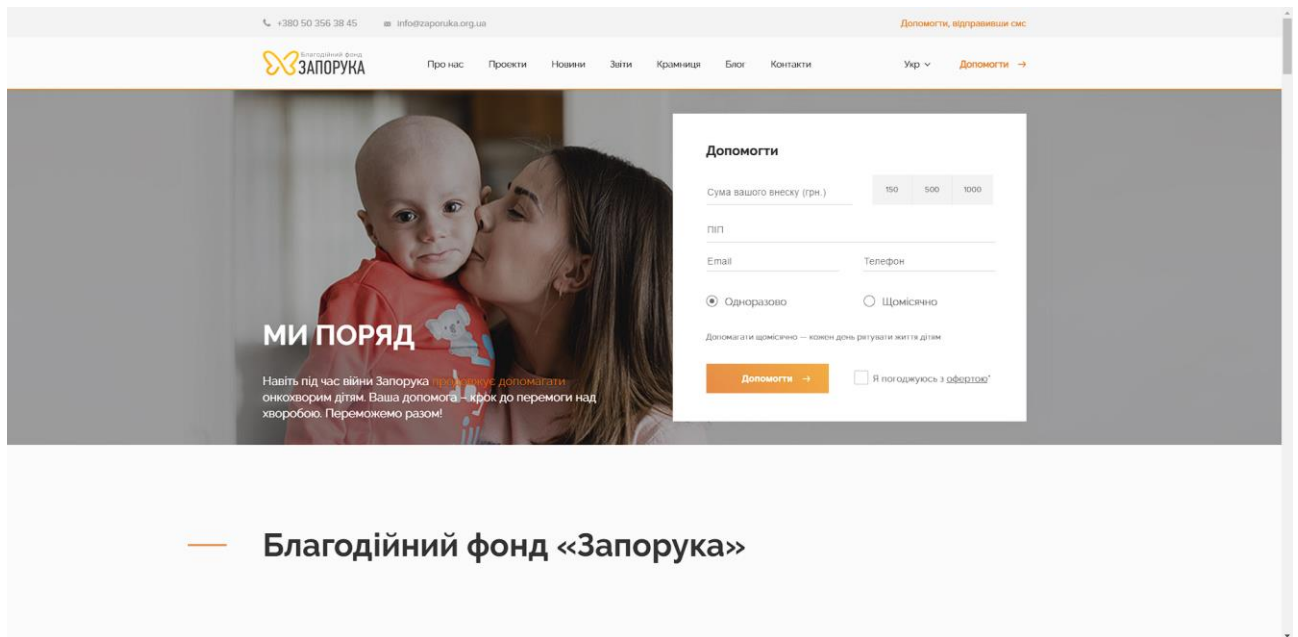 +380 50 356 38 45 info@zaporuka.org.ua Допомогти, відправивши смс
Благодійний фонд
ЗАПОРУКА
Про нас Проєкти Новини Звіти Крамниця Блог Контакти Укр Допомогти →
Допомогти
Сума вашого внеску (грн.) 150 500 1000
ПІП
Email Телефон
Одноразово Щомісячно
Допомагати щомісячно — кожен день рятувати життя дітям
Допомогти → Я погоджуюсь з офертою*
МИ ПОРЯД
Навіть під час війни Запорука продовжує допомагати
онкохворим дітям. Ваша допомога – крок до перемоги над
хворобою. Переможемо разом!
Благодійний фонд «Запорука»